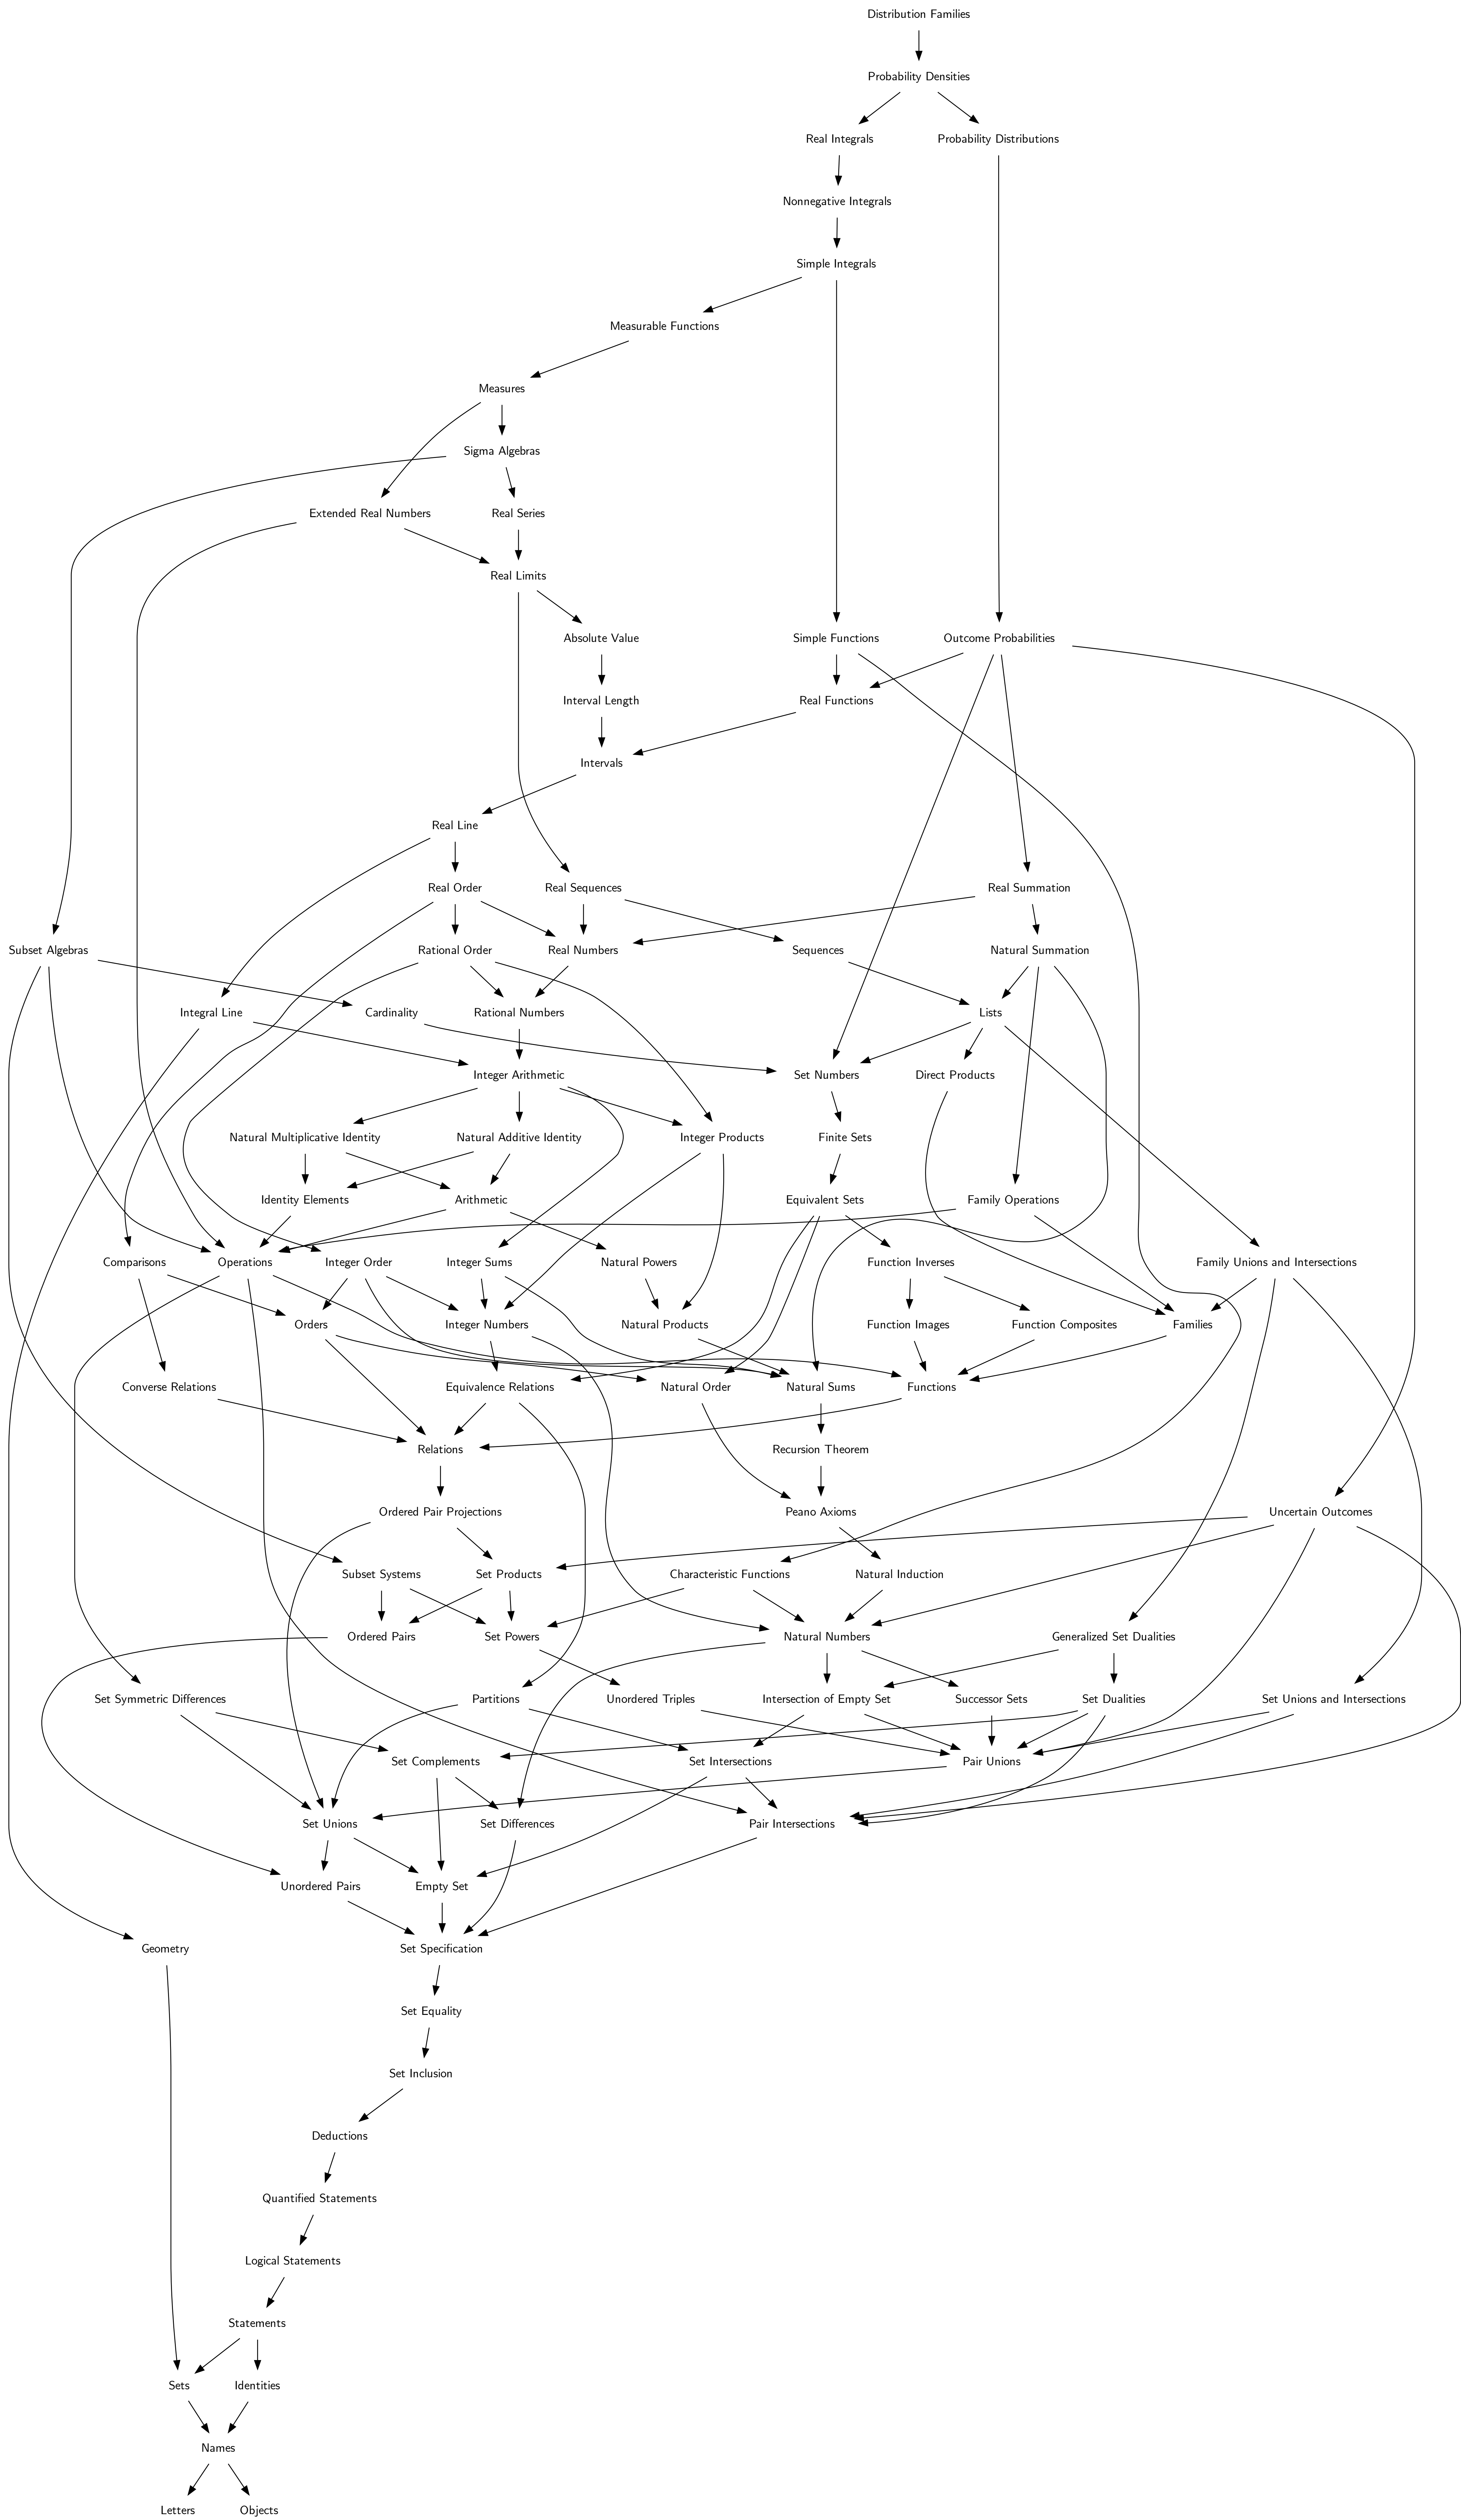 Distribution Families
Probability Densities
Real Integrals
Probability Distributions
Nonnegative Integrals
Simple Integrals
Measurable Functions
Measures
Sigma Algebras
Extended Real Numbers
Real Series
Real Limits
Absolute Value
Simple Functions
Outcome Probabilities
Interval Length
Real Functions
Intervals
Real Line
Real Order
Real Sequences
Real Summation
Subset Algebras
Rational Order
Real Numbers
Sequences
Natural Summation
Integral Line
Cardinality
Rational Numbers
Lists
Integer Arithmetic
Set Numbers
Direct Products
Natural Multiplicative Identity
Natural Additive Identity
Integer Products
Finite Sets
Identity Elements
Arithmetic
Equivalent Sets
Family Operations
Comparisons
Operations
Integer Order
Integer Sums
Natural Powers
Function Inverses
Family Unions and Intersections
Orders
Integer Numbers
Natural Products
Function Images
Function Composites
Families
Converse Relations
Equivalence Relations
Natural Order
Natural Sums
Functions
Relations
Recursion Theorem
Ordered Pair Projections
Peano Axioms
Uncertain Outcomes
Subset Systems
Set Products
Characteristic Functions
Natural Induction
Ordered Pairs
Set Powers
Natural Numbers
Generalized Set Dualities
Set Symmetric Differences
Partitions
Unordered Triples
Intersection of Empty Set
Successor Sets
Set Dualities
Set Unions and Intersections
Set Complements
Set Intersections
Pair Unions
Set Unions
Set Differences
Pair Intersections
Unordered Pairs
Empty Set
Geometry
Set Specification
Set Equality
Set Inclusion
Deductions
Quantified Statements
Logical Statements
Statements
Sets
Identities
Names
Letters
Objects